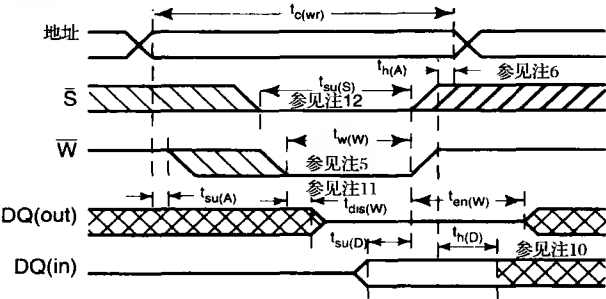 t_c(wr)
地址
t_h(A) 参见注6
S̅ t_su(S)
参见注12
t_w(W)
W̅ 参见注5
t_su(A) 参见注11
t_dis(W) t_en(W)
DQ(out)
t_su(D) t_h(D) 参见注10
DQ(in)